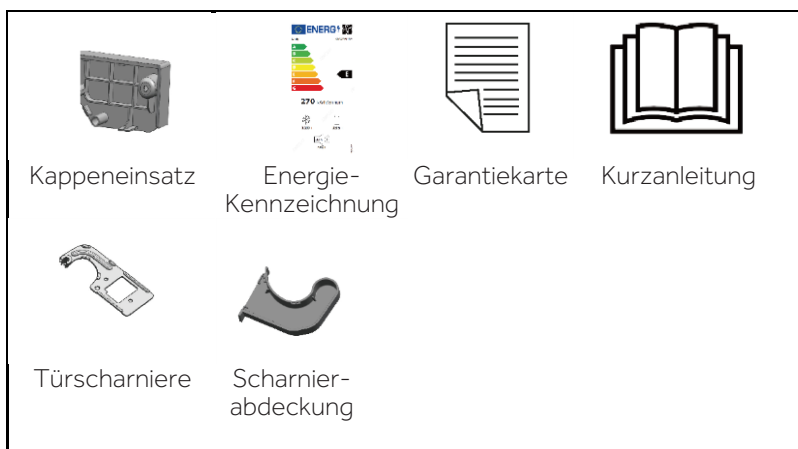 ENERG
270
Kappeneinsatz
Energie-
Kennzeichnung
Garantiekarte
Kurzanleitung
Türscharniere
Scharnier-
abdeckung